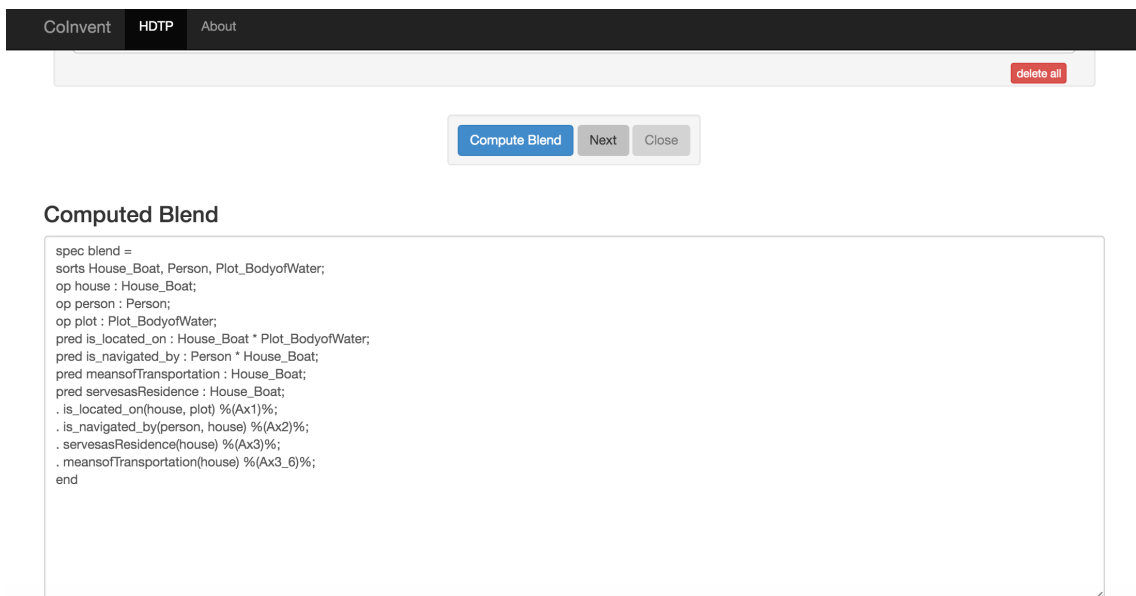 CoInvent HDTP About
delete all
Compute Blend Next Close
Computed Blend
spec blend =
sorts House_Boat, Person, Plot_BodyofWater;
op house : House_Boat;
op person : Person;
op plot : Plot_BodyofWater;
pred is_located_on : House_Boat * Plot_BodyofWater;
pred is_navigated_by : Person * House_Boat;
pred meansofTransportation : House_Boat;
pred servesasResidence : House_Boat;
. is_located_on(house, plot) %(Ax1)%;
. is_navigated_by(person, house) %(Ax2)%;
. servesasResidence(house) %(Ax3)%;
. meansofTransportation(house) %(Ax3_6)%;
end